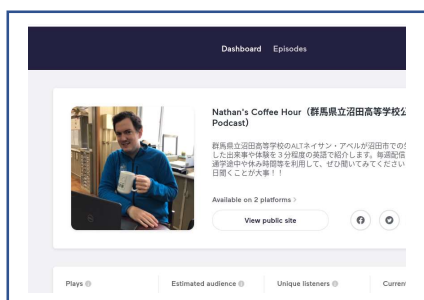 Dashboard Episodes
Nathan's Coffee Hour（群馬県立沼田高等学校公
Podcast）
群馬県立沼田高等学校のALTネイサン・アベルが沼田市での生
した出来事や体験を３分程度の英語で紹介します。毎週配信
通学途中や休み時間等を利用して、ぜひ聞いてみてください
日聞くことが大事！！
Available on 2 platforms
View public site
Plays Estimated audience Unique listeners Current